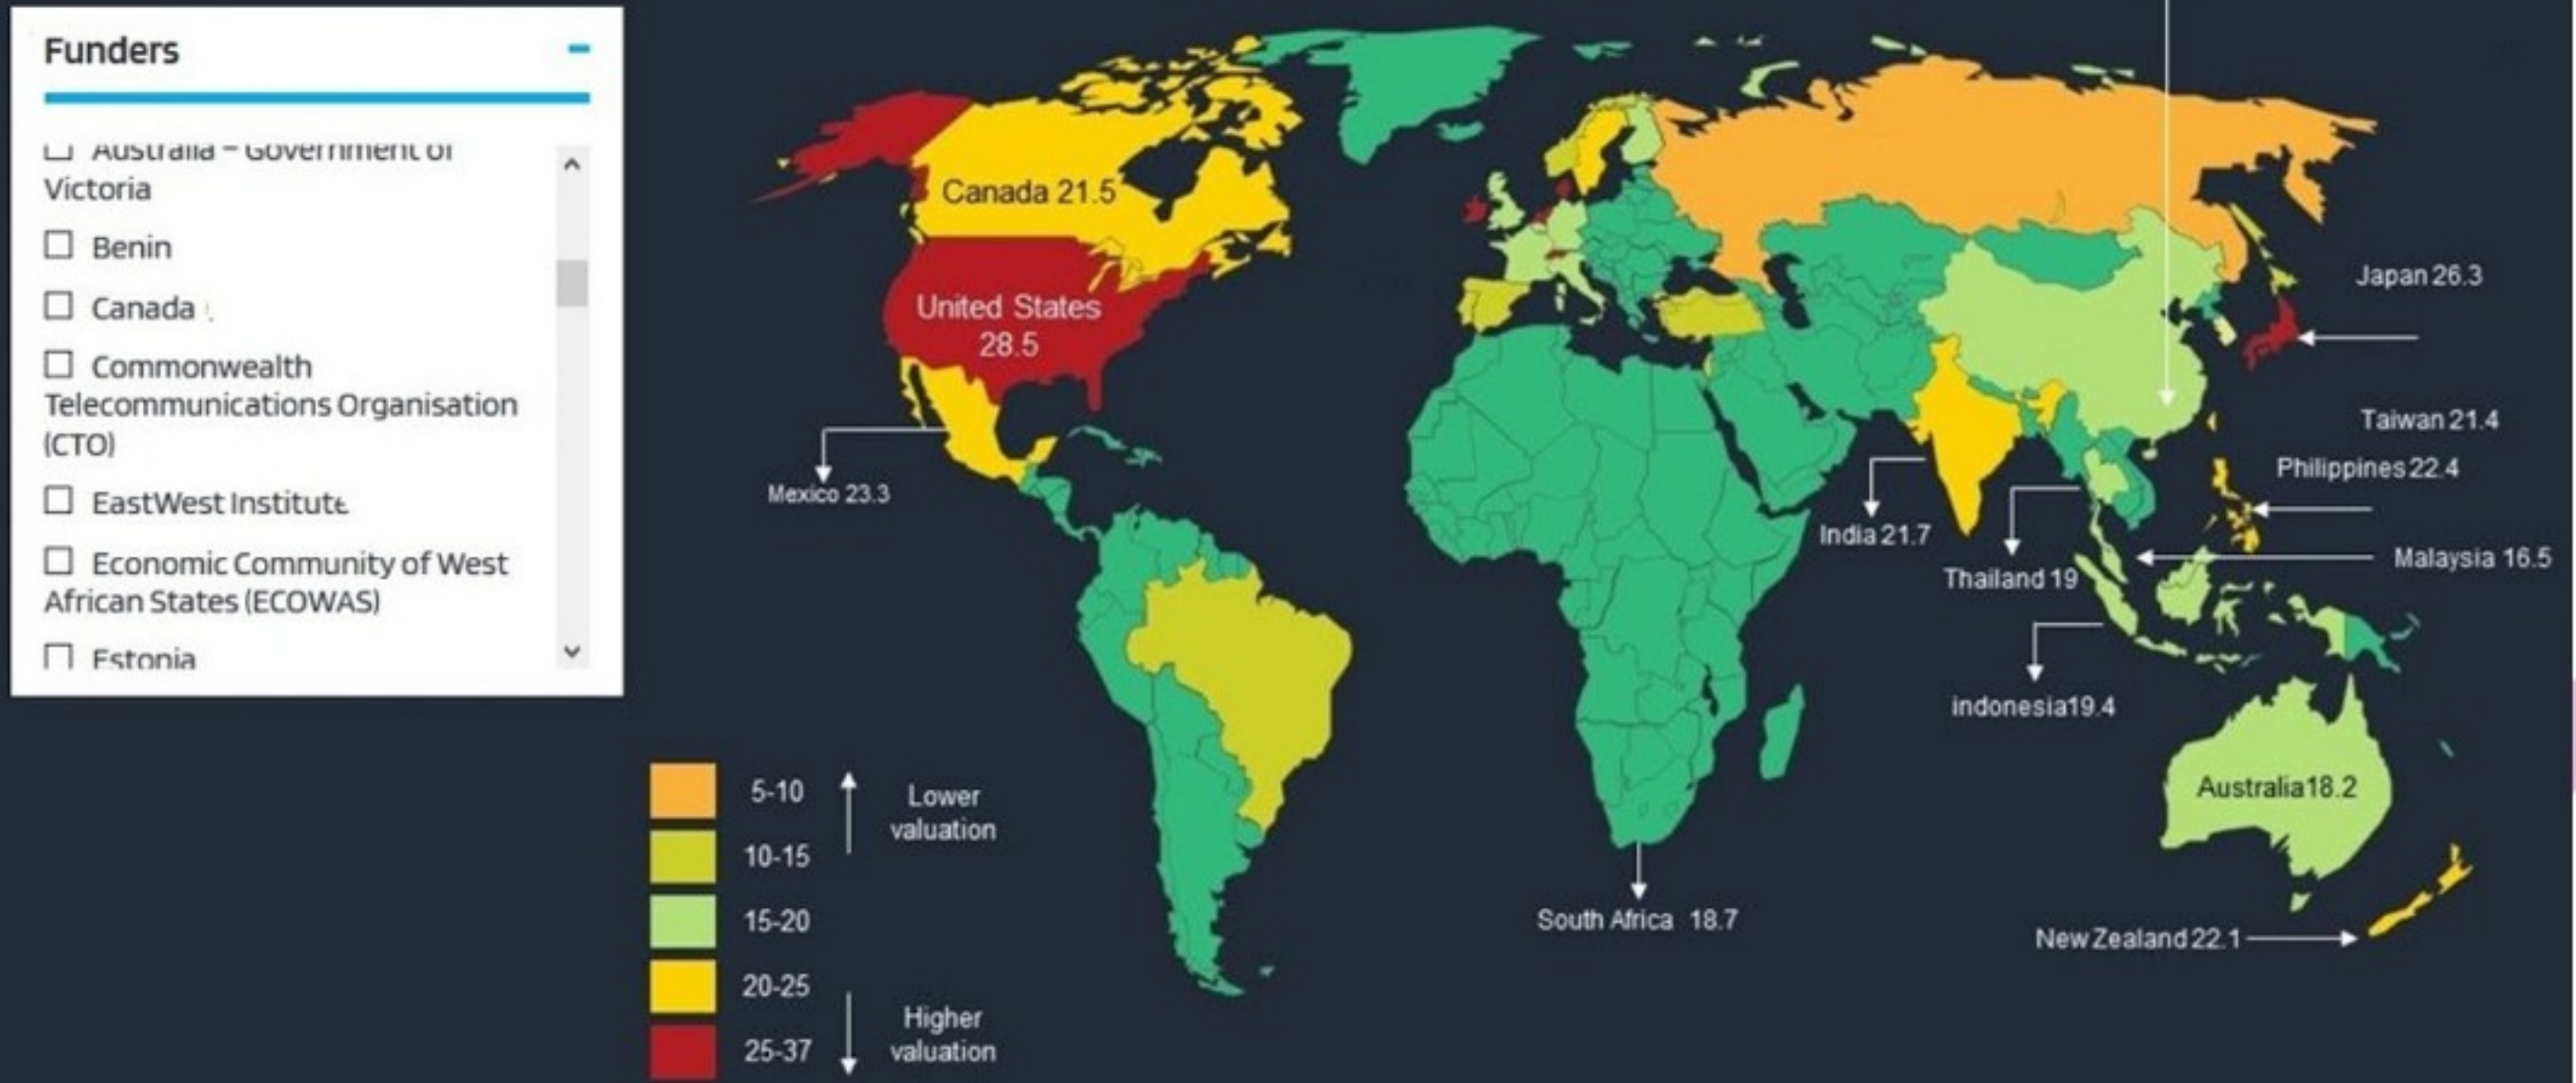 Funders
Australia – Government of
Victoria
Benin
Canada
Commonwealth
Telecommunications Organisation
(CTO)
EastWest Institute
Economic Community of West
African States (ECOWAS)
Estonia
Canada 21.5
United States
28.5
Mexico 23.3
Japan 26.3
Taiwan 21.4
Philippines 22.4
India 21.7
Malaysia 16.5
Thailand 19
indonesia19.4
Australia18.2
South Africa 18.7
New Zealand 22.1
5-10
Lower
valuation
10-15
15-20
20-25
Higher
valuation
25-37